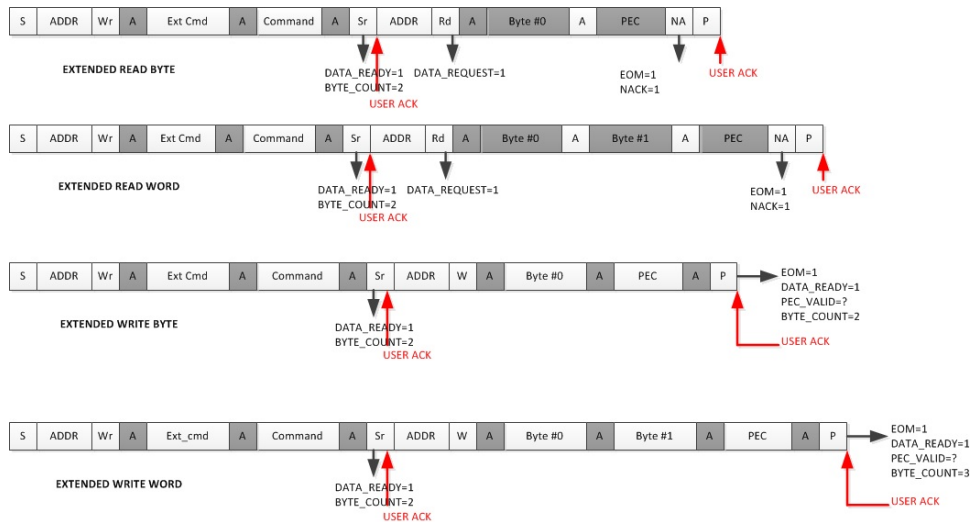 S ADDR Wr A Ext Cmd A Command A Sr ADDR Rd A Byte #0 A PEC NA P
EXTENDED READ BYTE
DATA_READY=1
BYTE_COUNT=2
USER ACK
DATA_REQUEST=1
EOM=1
NACK=1
USER ACK
S ADDR Wr A Ext Cmd A Command A Sr ADDR Rd A Byte #0 A Byte #1 A PEC NA P
EXTENDED READ WORD
DATA_READY=1
BYTE_COUNT=2
USER ACK
DATA_REQUEST=1
EOM=1
NACK=1
USER ACK
S ADDR Wr A Ext Cmd A Command A Sr ADDR W A Byte #0 A PEC A P
EXTENDED WRITE BYTE
DATA_READY=1
BYTE_COUNT=2
USER ACK
EOM=1
DATA_READY=1
PEC_VALID=?
BYTE_COUNT=2
USER ACK
S ADDR Wr A Ext_cmd A Command A Sr ADDR W A Byte #0 A Byte #1 A PEC A P
EXTENDED WRITE WORD
DATA_READY=1
BYTE_COUNT=2
USER ACK
EOM=1
DATA_READY=1
PEC_VALID=?
BYTE_COUNT=3
USER ACK